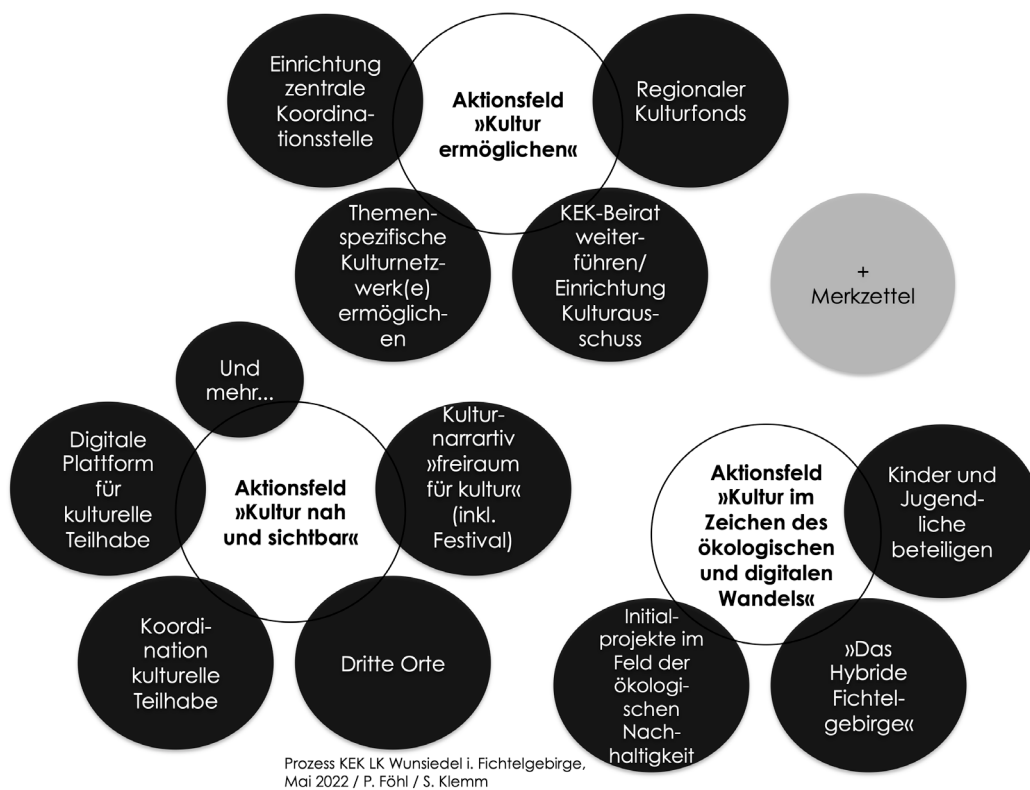 Einrichtung
zentrale
Koordina-
tionsstelle
Aktionsfeld
»Kultur
ermöglichen«
Regionaler
Kulturfonds
Themen-
spezifische
Kulturnetz-
werk(e)
ermöglich-
en
KEK-Beirat
weiter-
führen/
Einrichtung
Kulturaus-
schuss
+
Merkzettel
Und
mehr...
Digitale
Plattform
für
kulturelle
Teilhabe
Aktionsfeld
»Kultur nah
und sichtbar«
Kultur-
narrartiv
»freiraum
für kultur«
(inkl.
Festival)
Koordi-
nation
kulturelle
Teilhabe
Dritte Orte
Aktionsfeld
»Kultur im
Zeichen des
ökologischen
und digitalen
Wandels«
Kinder und
Jugend-
liche
beteiligen
Initial-
projekte im
Feld der
ökologi-
schen
Nach-
haltigkeit
»Das
Hybride
Fichtel-
gebirge«
Prozess KEK LK Wunsiedel i. Fichtelgebirge,
Mai 2022 / P. Föhl / S. Klemm